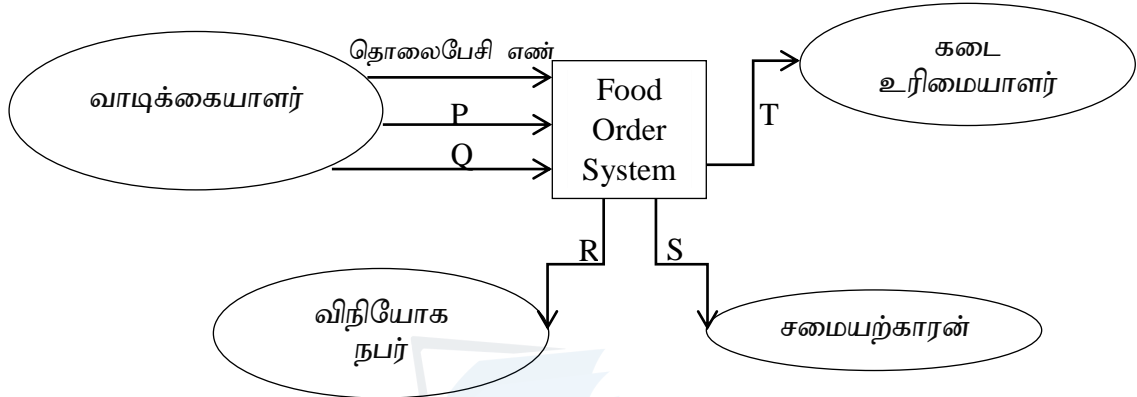 தொலைபேசி எண்
வாடிக்கையாளர்
P
Q
Food
Order
System
T
கடை
உரிமையாளர்
R
S
விநியோக
நபர்
சமையற்காரன்